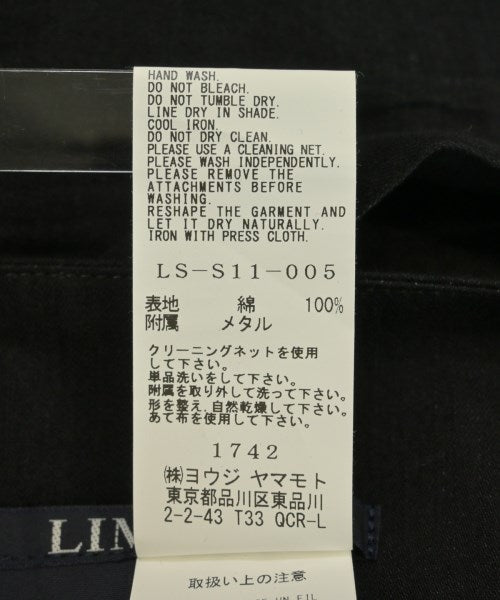 HAND WASH.
DO NOT BLEACH.
DO NOT TUMBLE DRY.
LINE DRY IN SHADE.
COOL IRON.
DO NOT DRY CLEAN.
PLEASE USE A CLEANING NET.
PLEASE WASH INDEPENDENTLY.
PLEASE REMOVE THE
ATTACHMENTS BEFORE
WASHING.
RESHAPE THE GARMENT AND
LET IT DRY NATURALLY.
IRON WITH PRESS CLOTH.
LS-S11-005
表地 綿 100%
附属 メタル
クリーニングネットを使用
して下さい。
単品洗いをして下さい。
附属を取り外して洗って下さい。
形を整え、自然乾燥して下さい。
あて布を使用して下さい。
1742
㈱ヨウジ ヤマモト
東京都品川区東品川
2-2-43 T33 QCR-L
LIM
取扱い上の注意